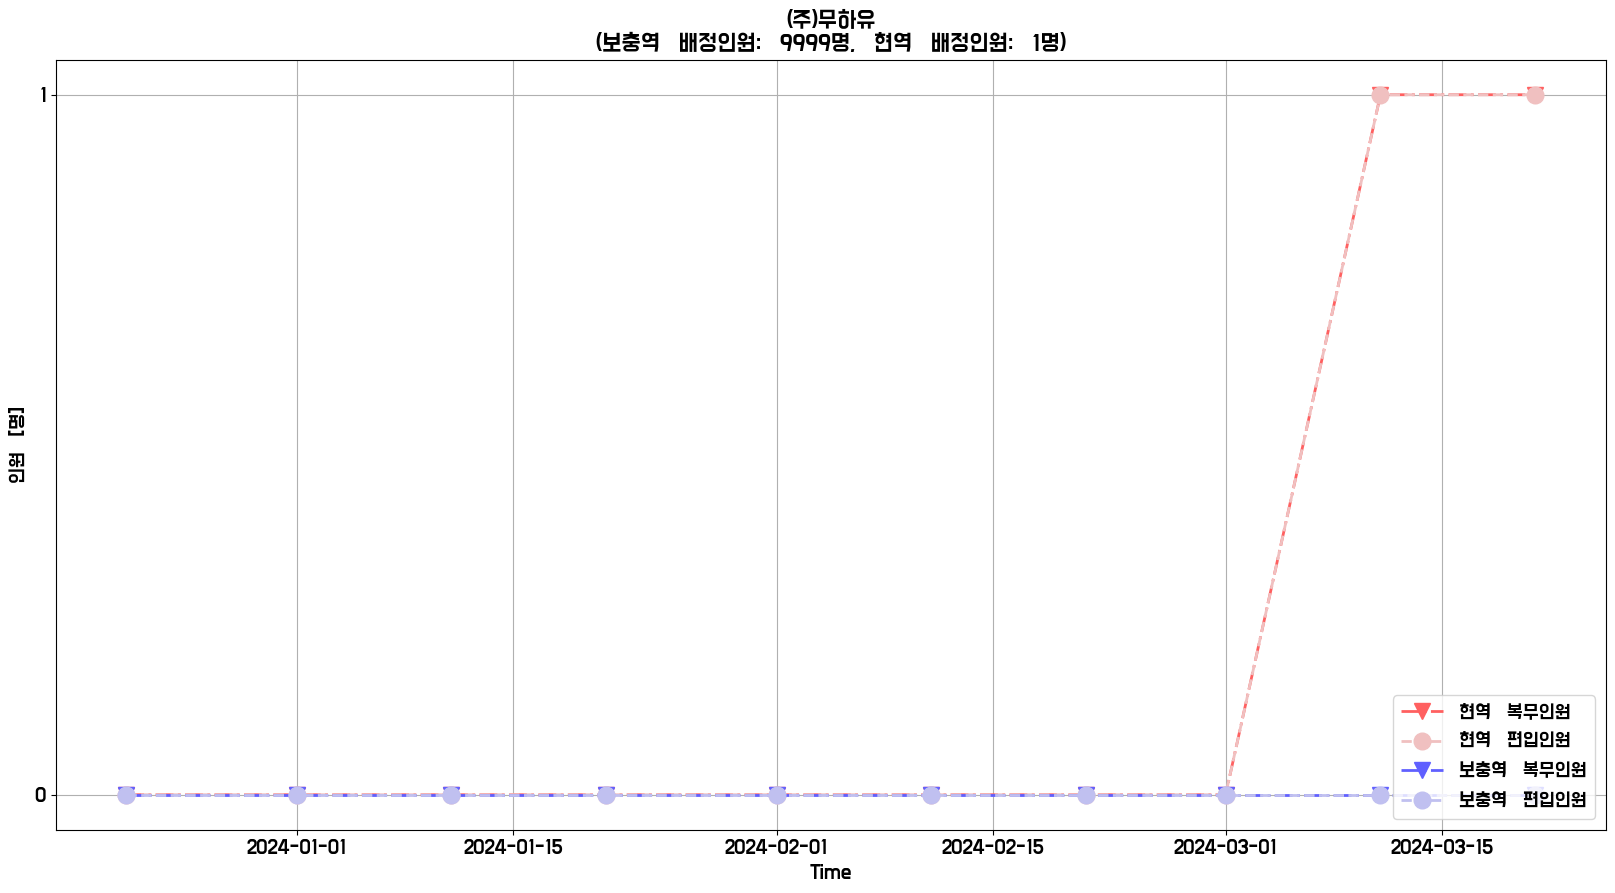 (주)무하유
(보충역 배정인원: 9999명, 현역 배정인원: 1명)
인원 [명]
1
0
현역 복무인원
현역 편입인원
보충역 복무인원
보충역 편입인원
2024-01-01 2024-01-15 2024-02-01 2024-02-15 2024-03-01 2024-03-15
Time